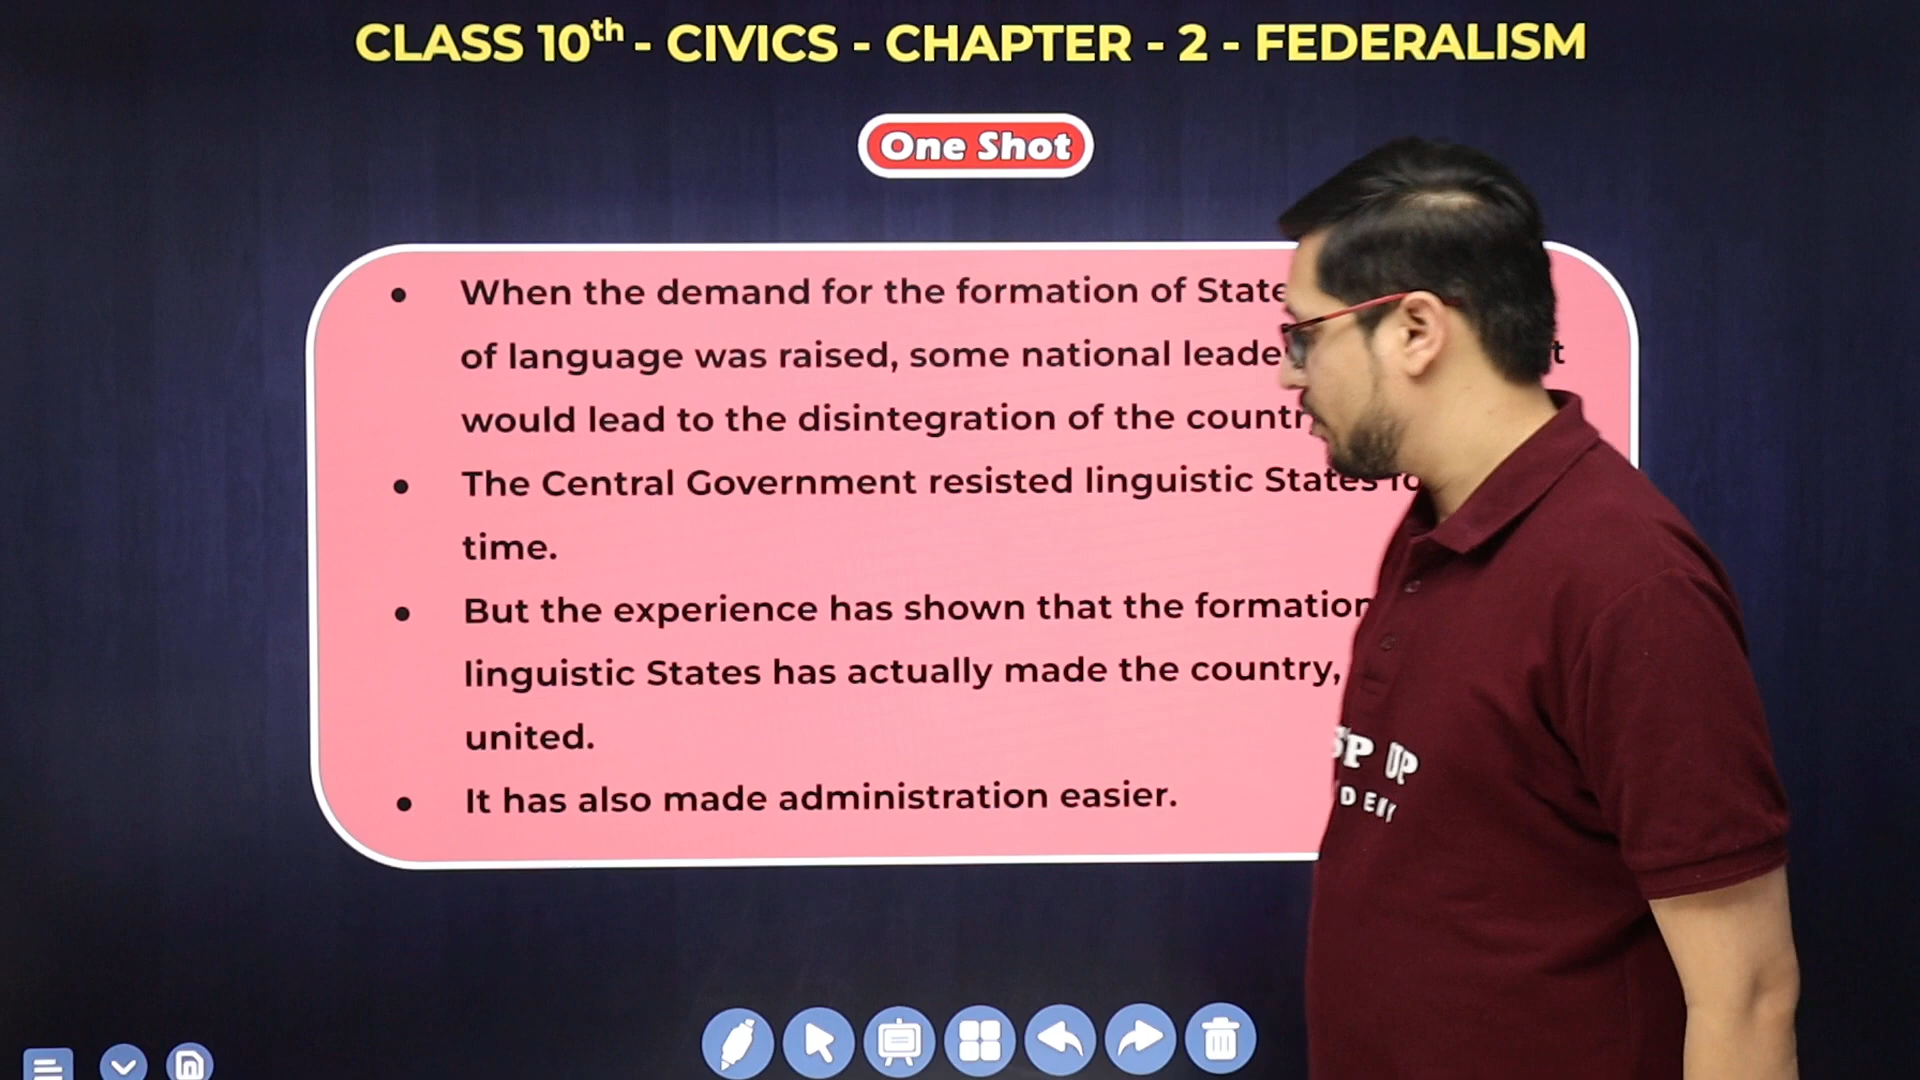 CLASS 10th - CIVICS - CHAPTER - 2 - FEDERALISM
One Shot
• When the demand for the formation of State
of language was raised, some national leade
would lead to the disintegration of the countr
• The Central Government resisted linguistic States
time.
• But the experience has shown that the formation
linguistic States has actually made the country,
united.
• It has also made administration easier.
UP